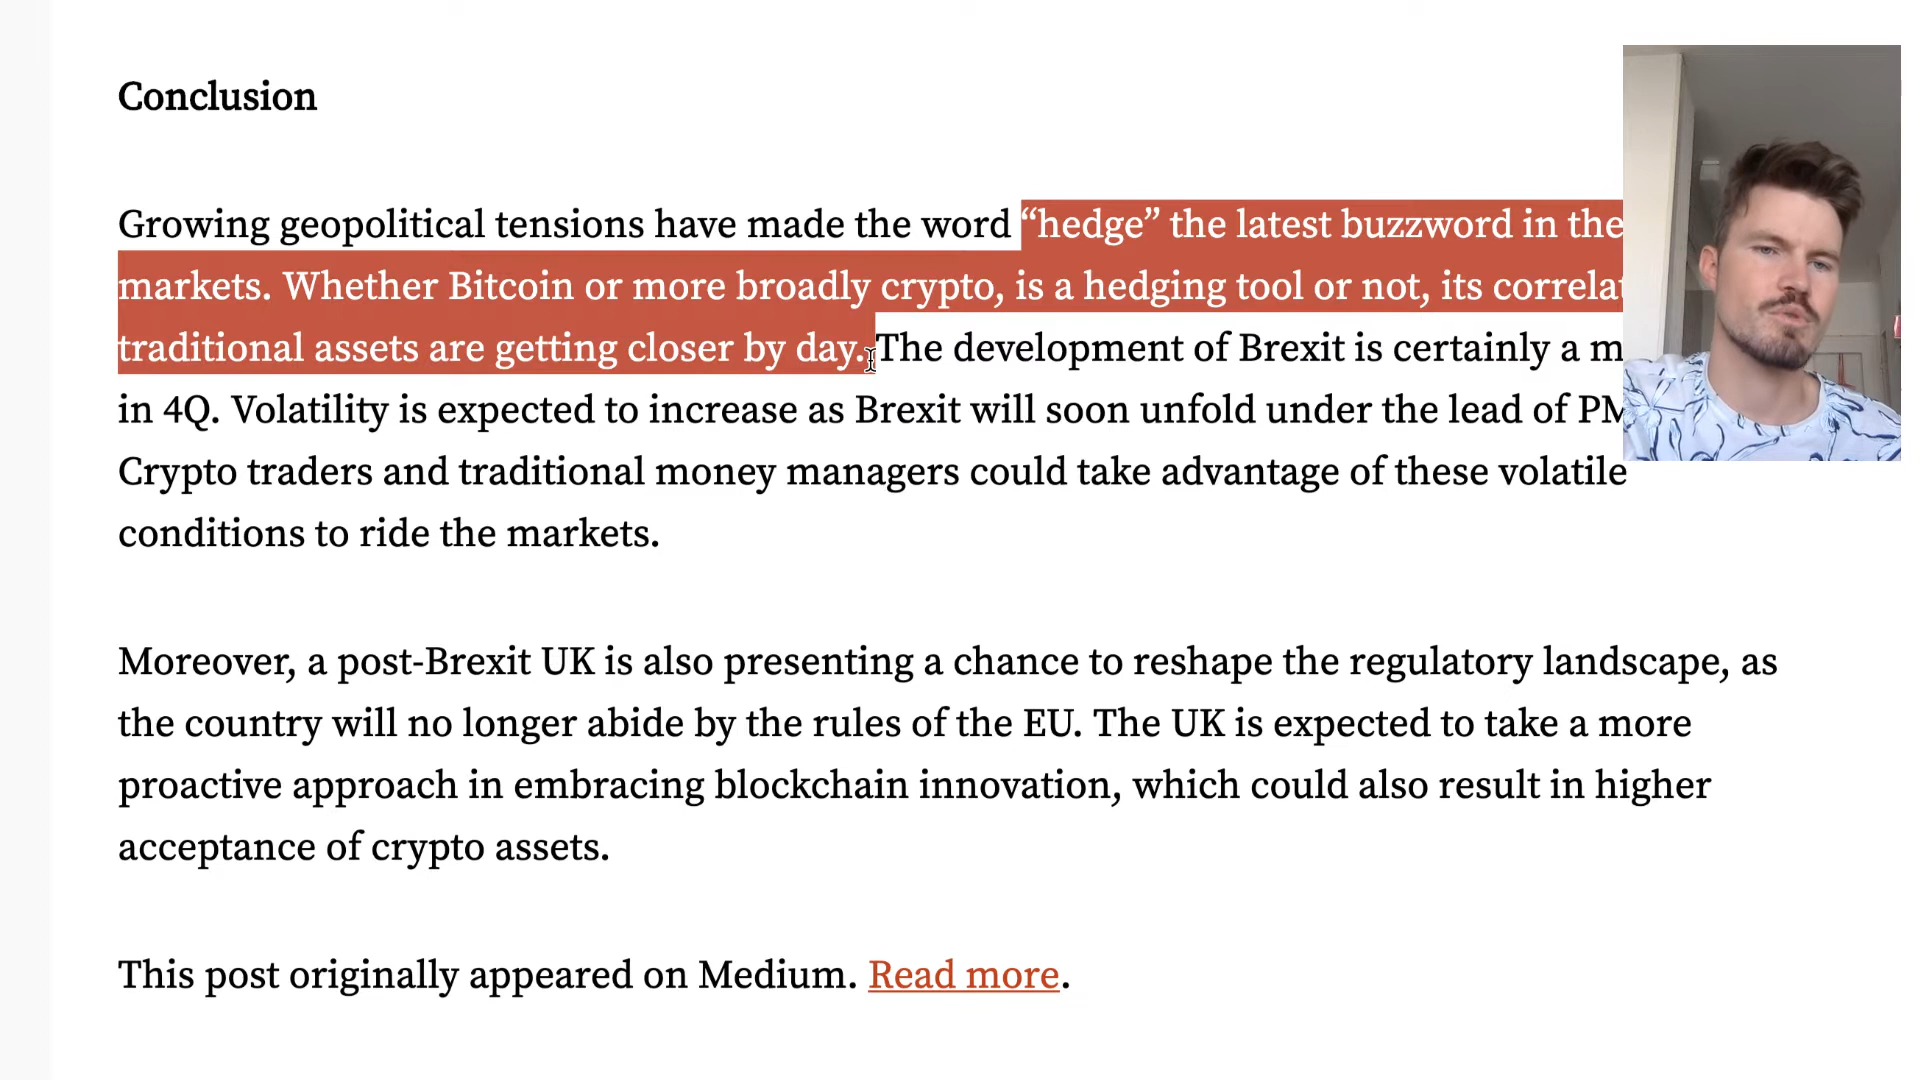 Conclusion
Growing geopolitical tensions have made the word “hedge” the latest buzzword in the
markets. Whether Bitcoin or more broadly crypto, is a hedging tool or not, its
traditional assets are getting closer by day. The development of Brexit is certainly a
in 4Q. Volatility is expected to increase as Brexit will soon unfold under the lead of PM
Crypto traders and traditional money managers could take advantage of these volatile
conditions to ride the markets.
Moreover, a post-Brexit UK is also presenting a chance to reshape the regulatory landscape, as
the country will no longer abide by the rules of the EU. The UK is expected to take a more
proactive approach in embracing blockchain innovation, which could also result in higher
acceptance of crypto assets.
This post originally appeared on Medium. Read more.